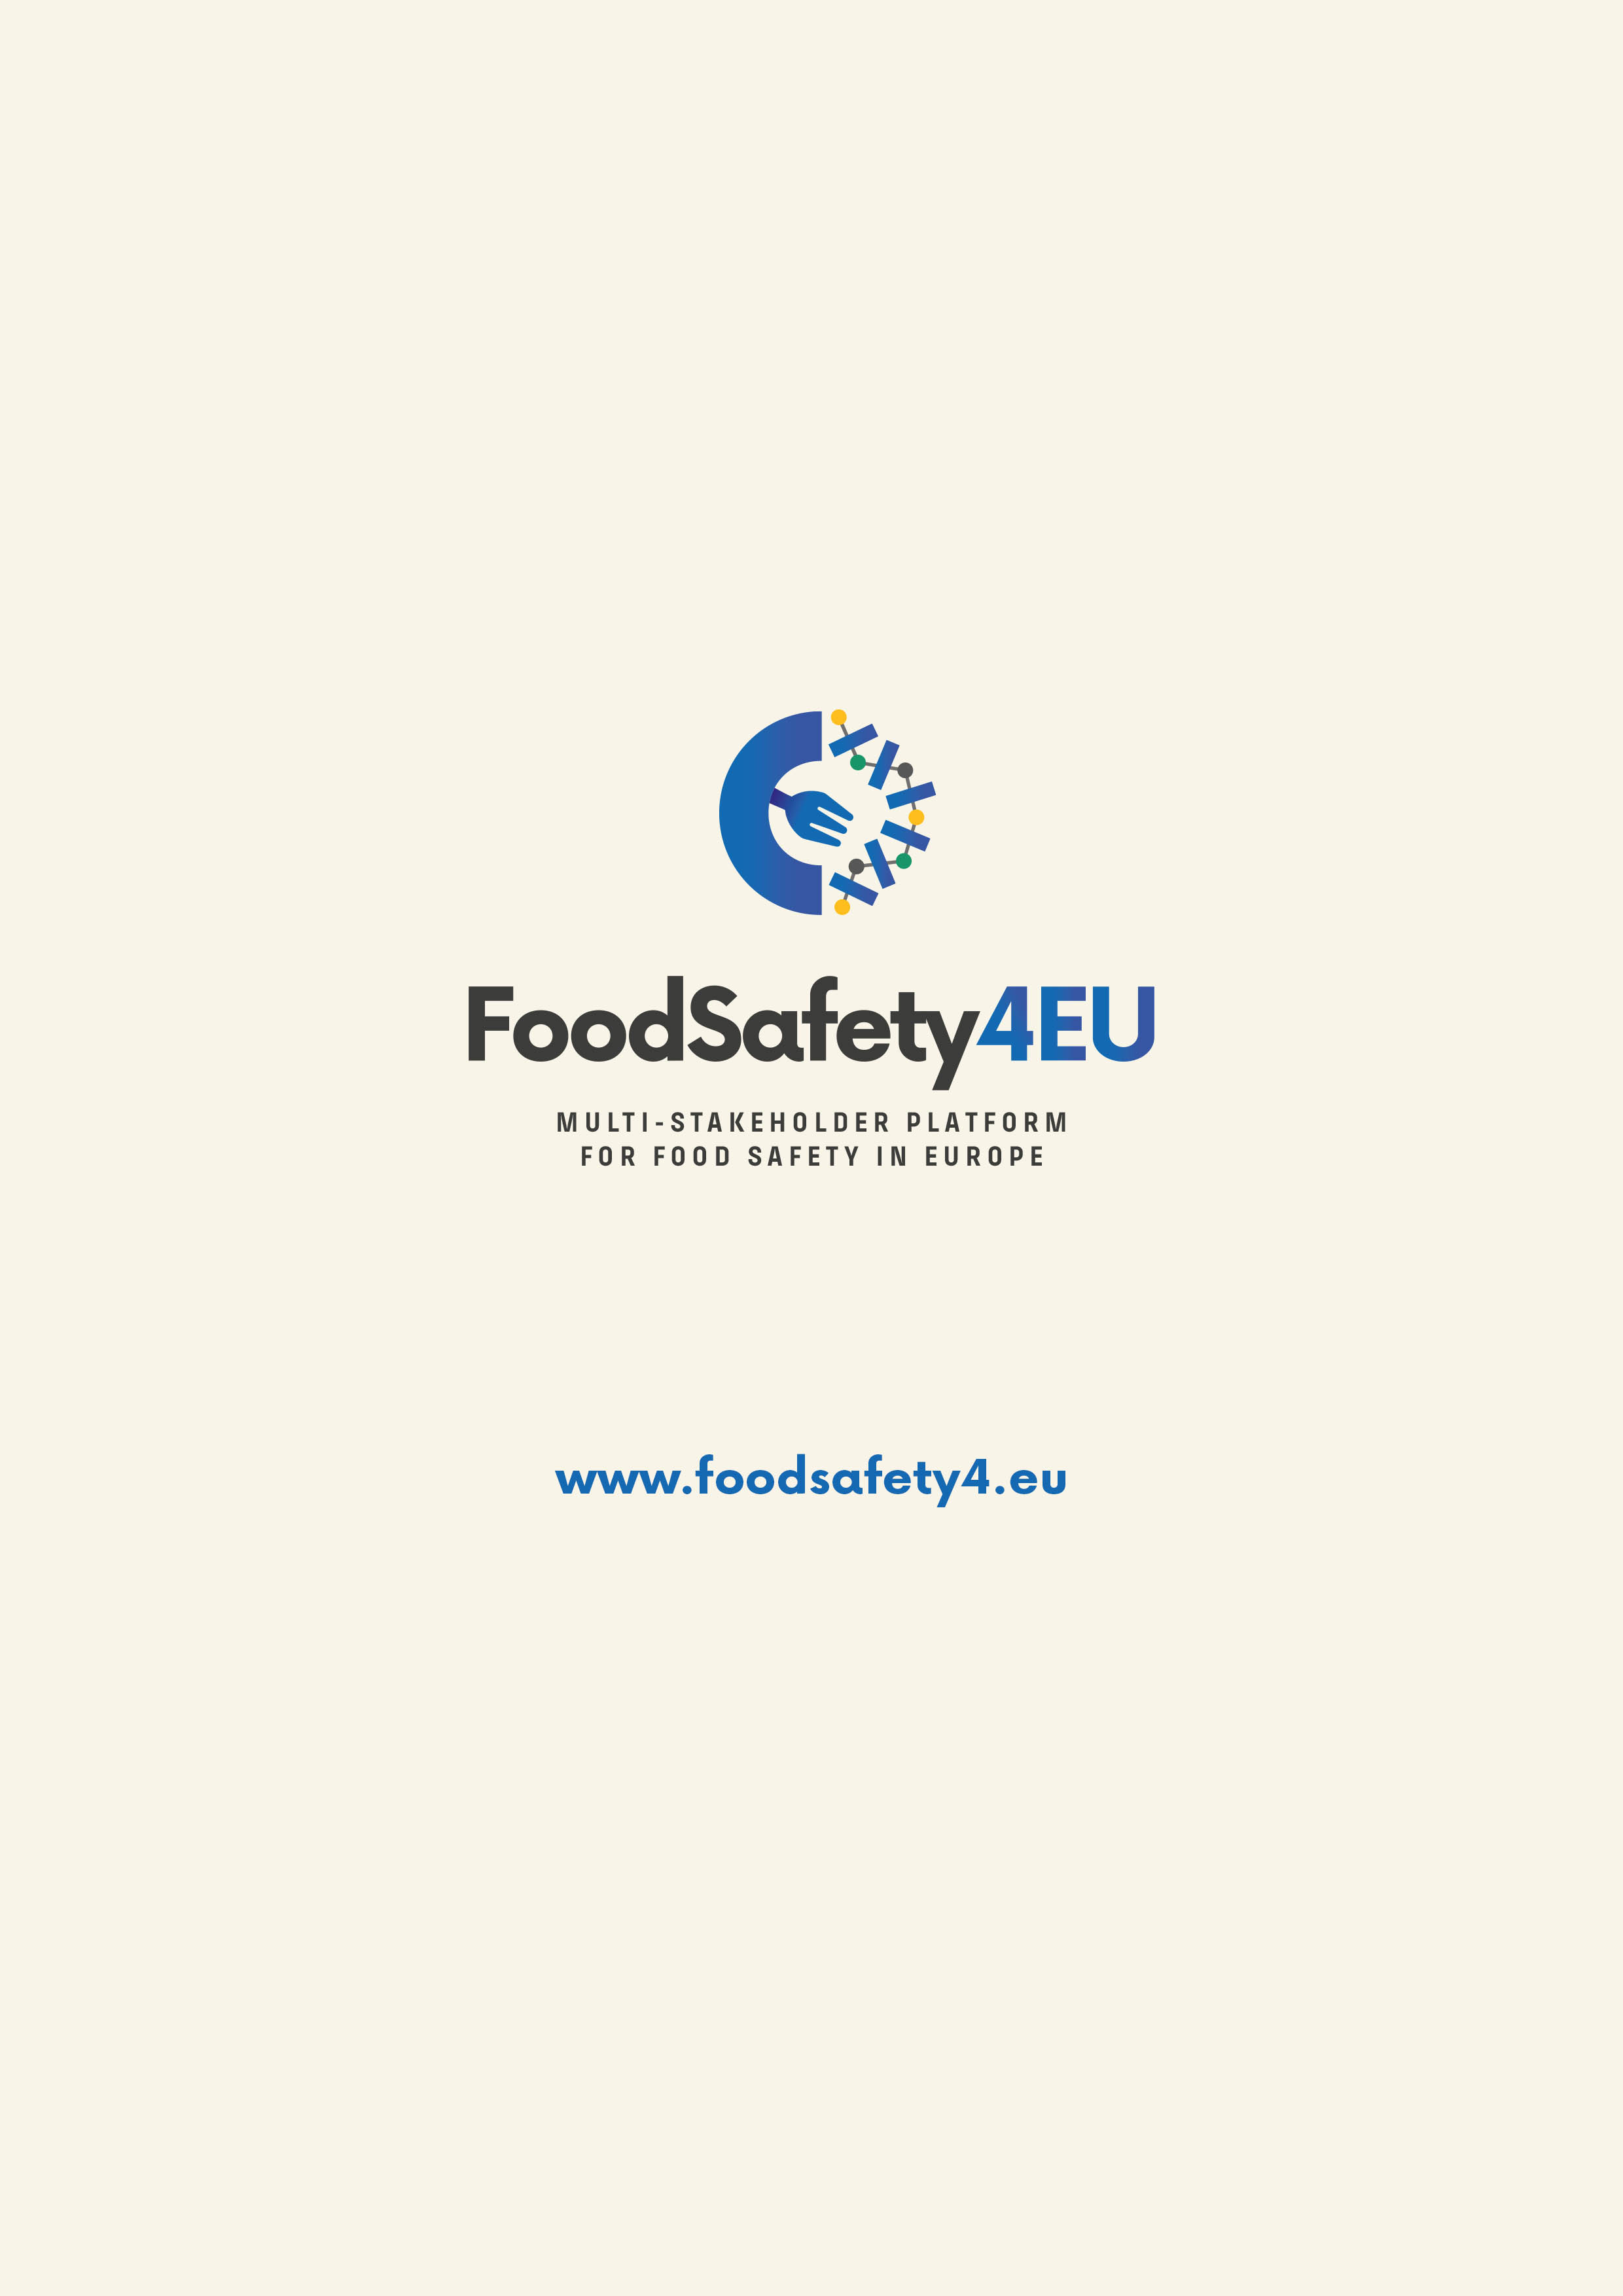 FoodSafety4EU
MULTI-STAKEHOLDER PLATFORM
FOR FOOD SAFETY IN EUROPE
www.foodsafety4.eu